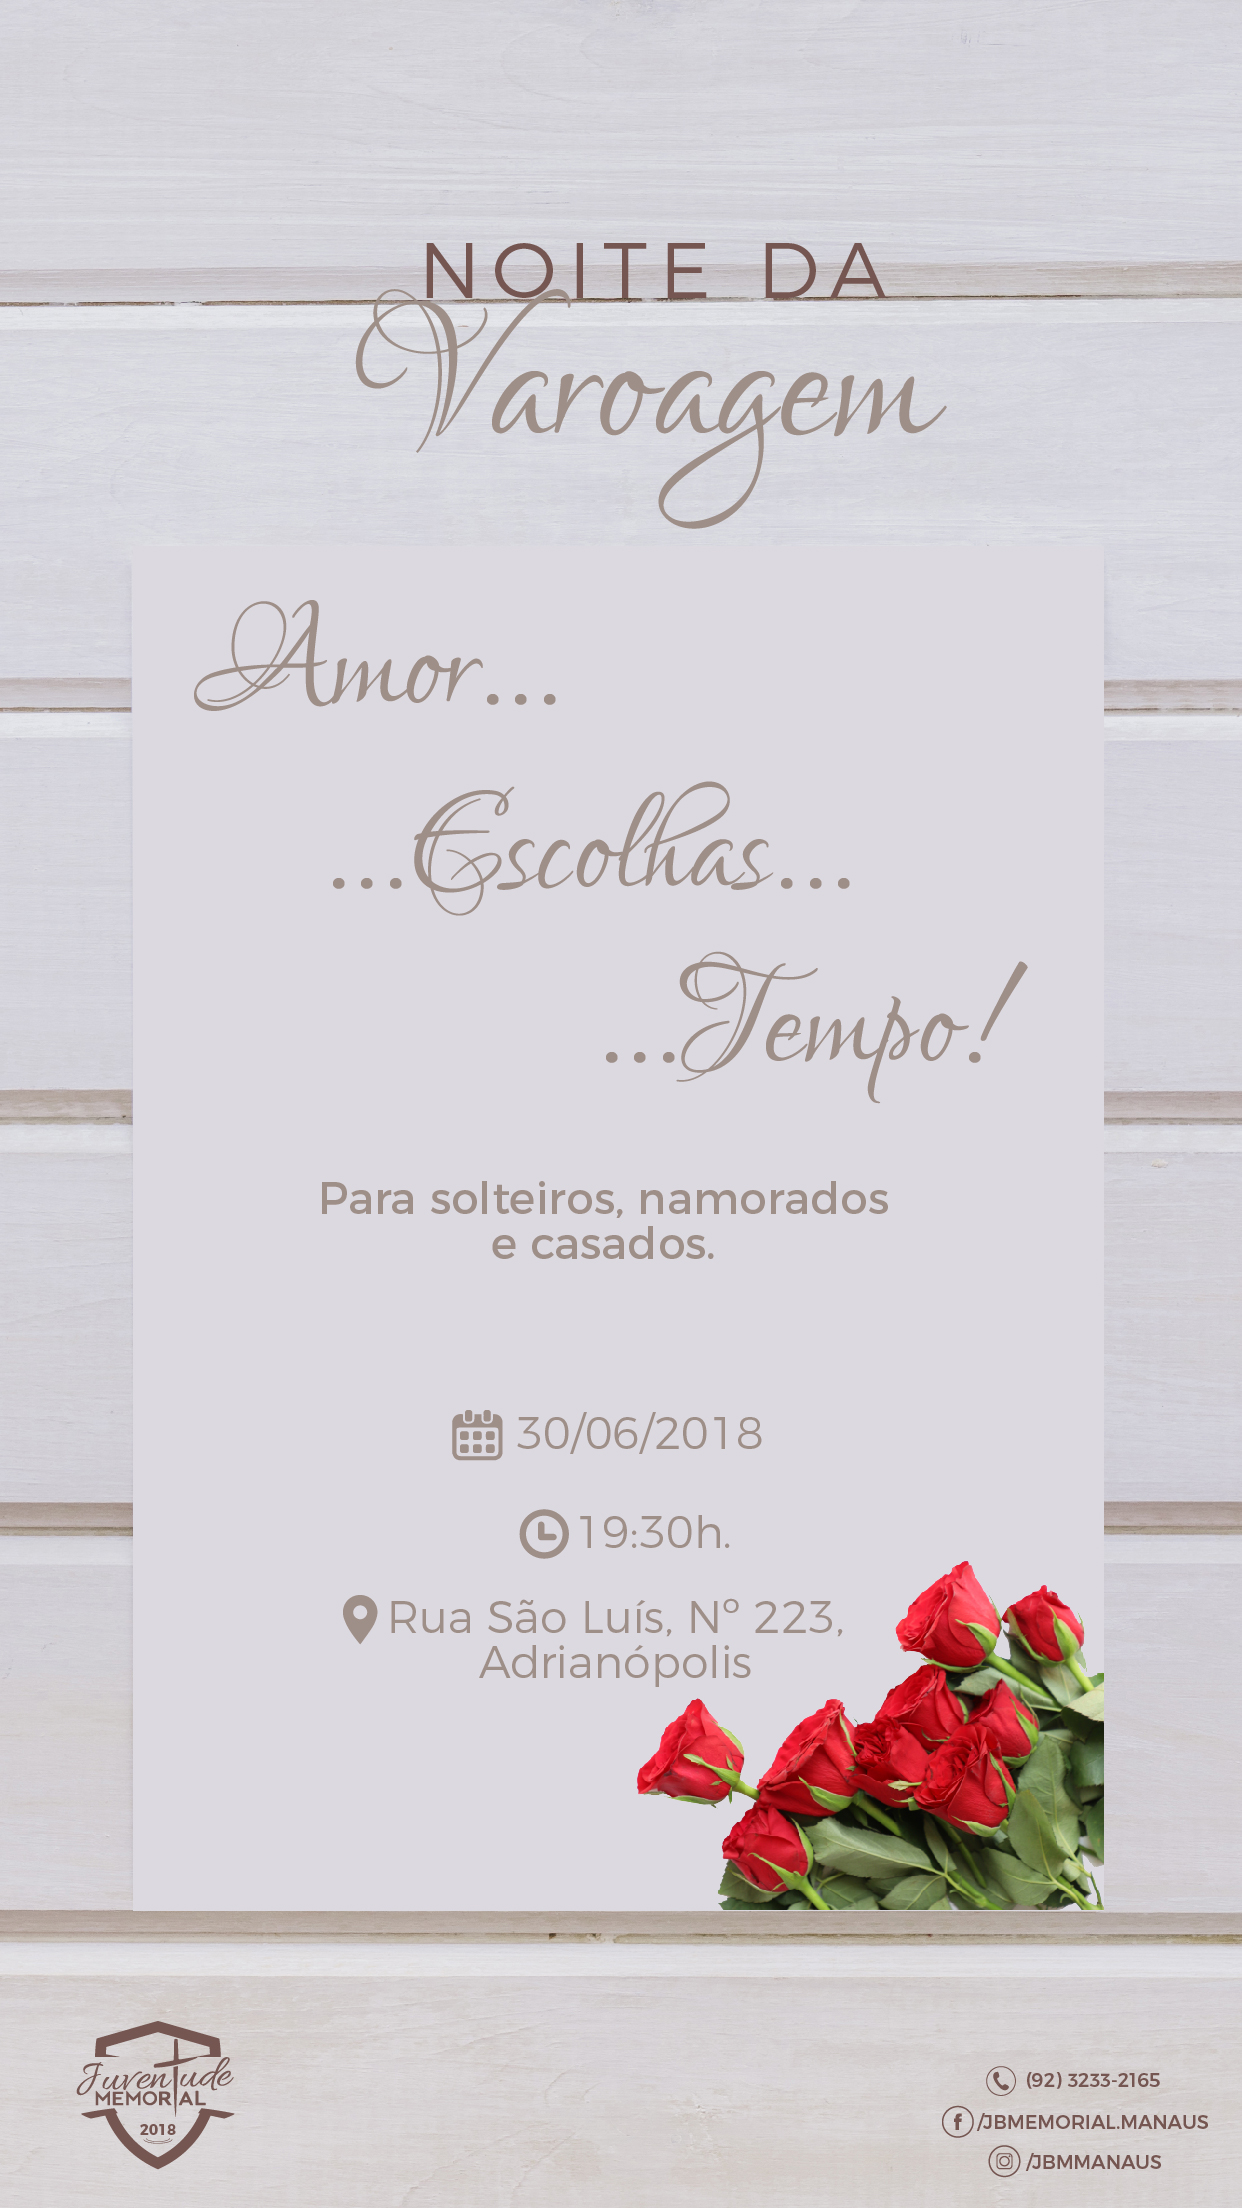 NOITE DA
Varoagem
Amor...
...Escolhas...
...Tempo!
Para solteiros, namorados
e casados.
30/06/2018
19:30h.
Rua São Luís, Nº 223,
Adrianópolis
Juventude
MEMORIAL
2018
(92) 3233-2165
/JBMEMORIAL.MANAUS
/JBMMANAUS